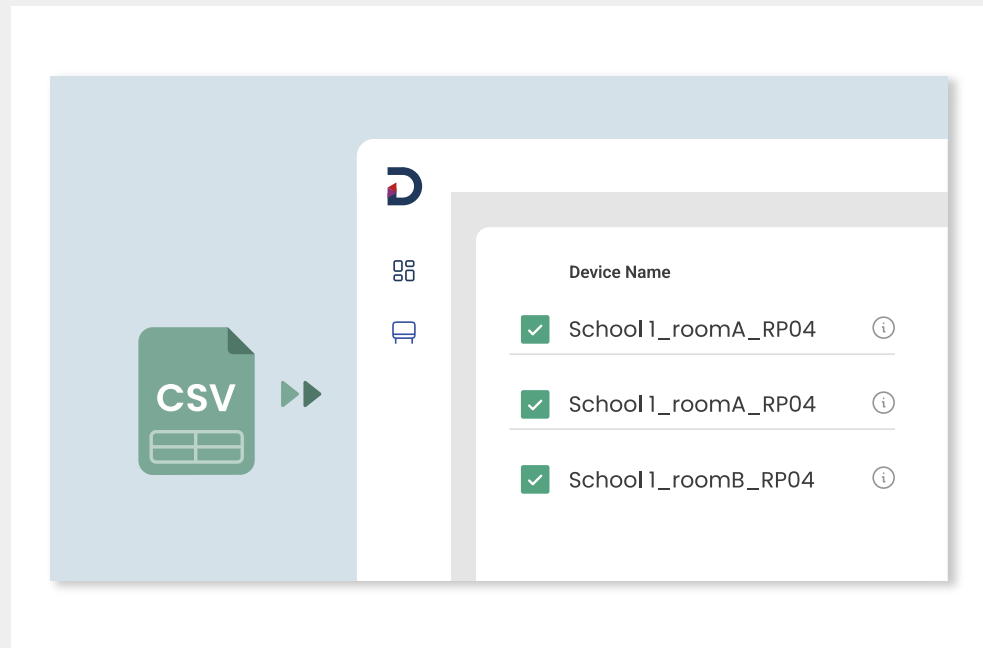 Device Name
School 1_roomA_RP04
School 1_roomA_RP04
CSV
School 1_roomB_RP04